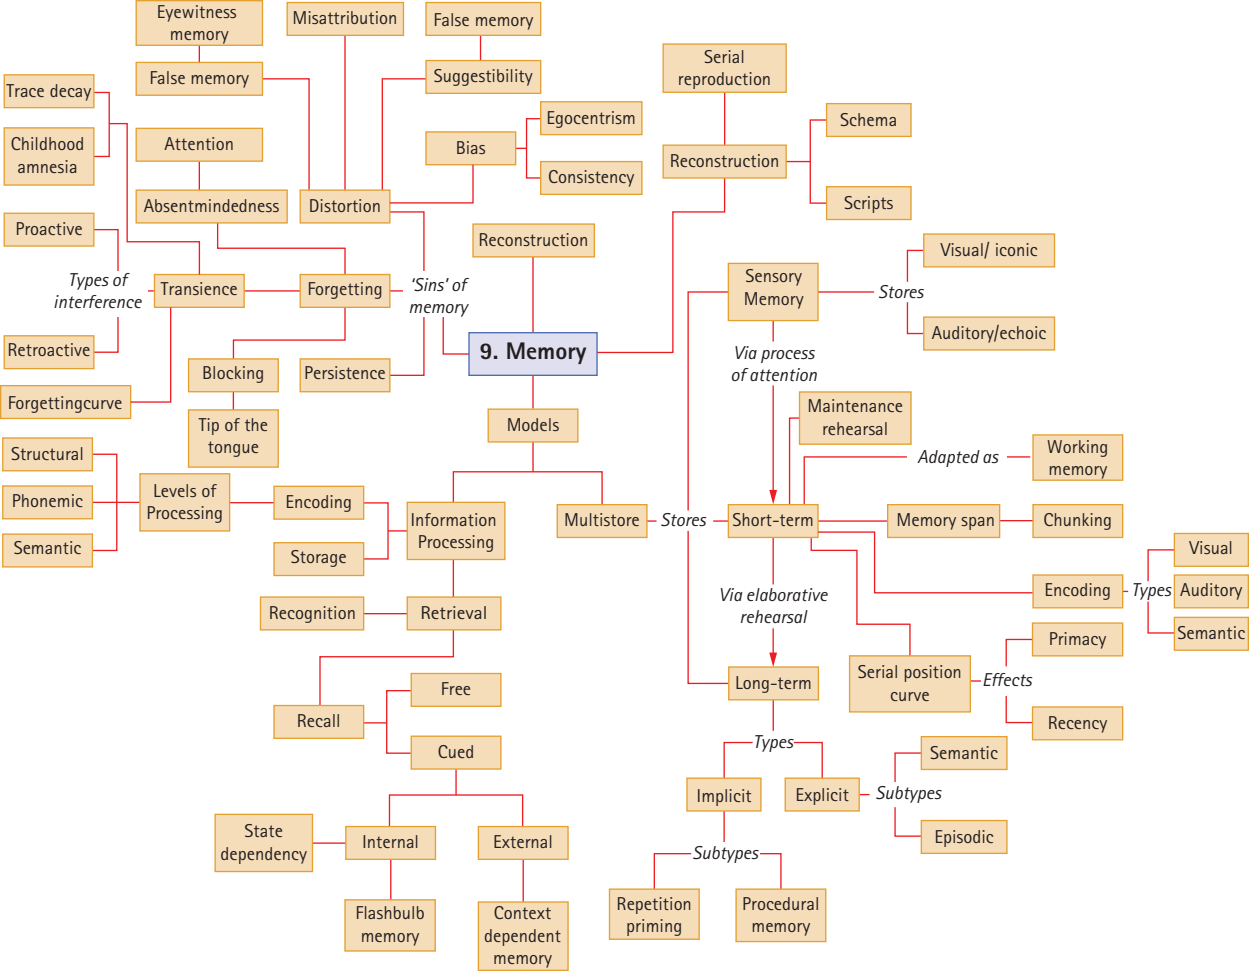 Eyewitness
memory
Misattribution
False memory
False memory
Suggestibility
Serial
reproduction
Trace decay
Childhood
amnesia
Attention
Bias
Egocentrism
Consistency
Reconstruction
Schema
Scripts
Absentmindedness
Distortion
Proactive
Types of
interference
Retroactive
Transience
Forgetting
'Sins' of
memory
Reconstruction
Sensory
Memory
Stores
Visual/ iconic
Auditory/echoic
9. Memory
Forgettingcurve
Blocking
Tip of the
tongue
Persistence
Models
Via process
of attention
Maintenance
rehearsal
Adapted as
Working
memory
Structural
Phonemic
Semantic
Levels of
Processing
Encoding
Storage
Information
Processing
Multistore
Stores
Short-term
Memory span
Chunking
Encoding
Types
Visual
Auditory
Semantic
Recognition
Retrieval
Via elaborative
rehearsal
Long-term
Serial position
curve
Effects
Primacy
Recency
Recall
Free
Cued
Types
Implicit
Explicit
Subtypes
Semantic
Episodic
State
dependency
Internal
External
Flashbulb
memory
Context
dependent
memory
Subtypes
Repetition
priming
Procedural
memory